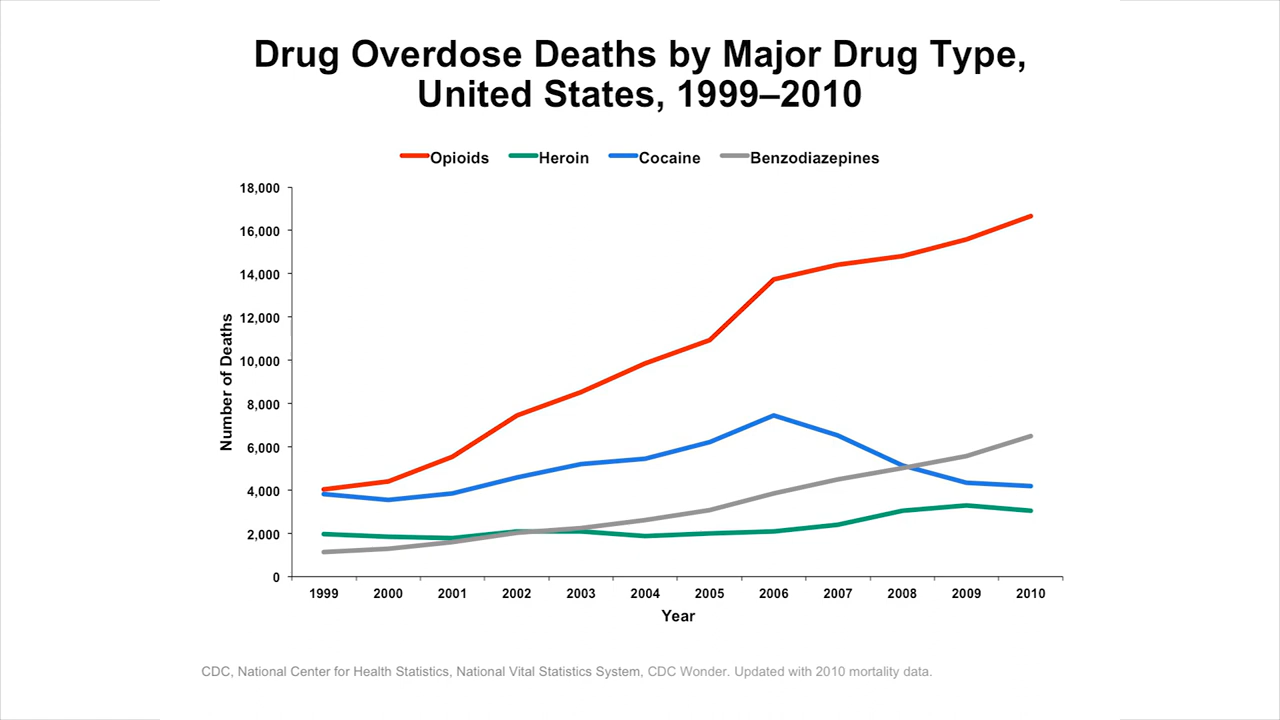 Drug Overdose Deaths by Major Drug Type,
United States, 1999–2010
Opioids Heroin Cocaine Benzodiazepines
18,000
16,000
14,000
12,000
10,000
8,000
6,000
4,000
2,000
0
Number of Deaths
1999 2000 2001 2002 2003 2004 2005 2006 2007 2008 2009 2010
Year
CDC, National Center for Health Statistics, National Vital Statistics System, CDC Wonder. Updated with 2010 mortality data.